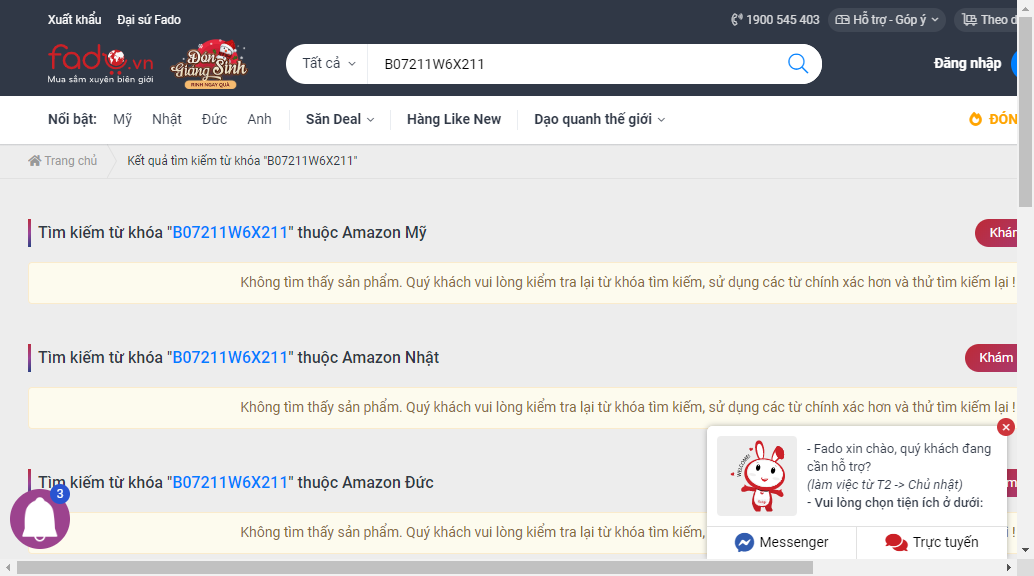 Xuất khẩu Đại sứ Fado
1900 545 403 Hỗ trợ - Góp ý Theo d
fado.vn
Mua sắm xuyên biên giới
Đón Giáng Sinh
RINH NGAY QUÀ
Tất cả B07211W6X211
Đăng nhập
Nổi bật: Mỹ Nhật Đức Anh Săn Deal Hàng Like New Dạo quanh thế giới ĐÓN
Trang chủ Kết quả tìm kiếm từ khóa "B07211W6X211"
Tìm kiếm từ khóa "B07211W6X211" thuộc Amazon Mỹ
Khám
Không tìm thấy sản phẩm. Quý khách vui lòng kiểm tra lại từ khóa tìm kiếm, sử dụng các từ chính xác hơn và thử tìm kiếm lại !
Tìm kiếm từ khóa "B07211W6X211" thuộc Amazon Nhật
Khám
Không tìm thấy sản phẩm. Quý khách vui lòng kiểm tra lại từ khóa tìm kiếm, sử dụng các từ chính xác hơn và thử tìm kiếm lại !
Tìm kiếm từ khóa "B07211W6X211" thuộc Amazon Đức
Không tìm thấy sản phẩm. Quý khách vui lòng kiểm tra lại từ khóa tìm kiếm,
3
WELCOME!
- Fado xin chào, quý khách đang
cần hỗ trợ?
(làm việc từ T2 -> Chủ nhật)
- Vui lòng chọn tiện ích ở dưới:
Messenger Trực tuyến